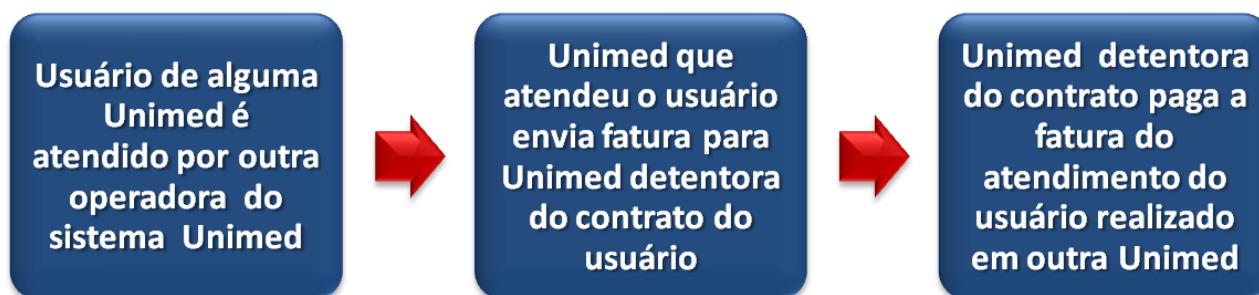 Usuário de alguma
Unimed é
atendido por outra
operadora do
sistema Unimed
Unimed que
atendeu o usuário
envia fatura para
Unimed detentora
do contrato do
usuário
Unimed detentora
do contrato paga a
fatura do
atendimento do
usuário realizado
em outra Unimed